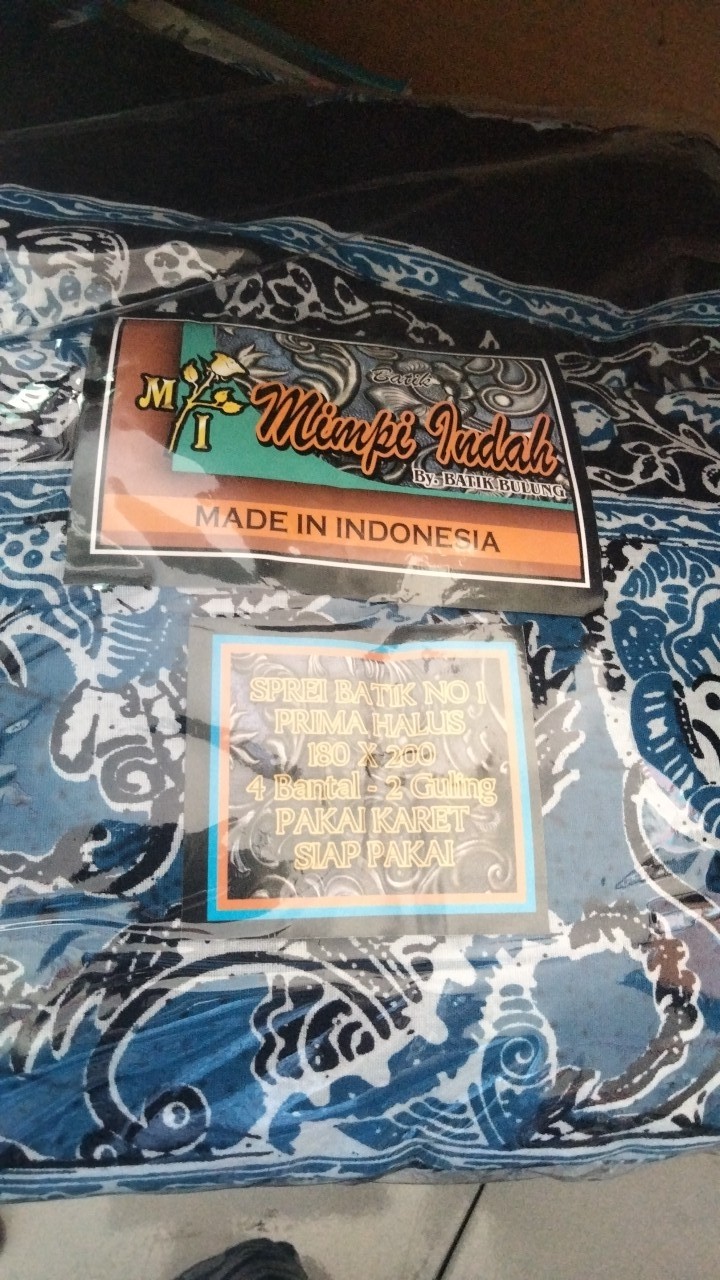 Batik
M I
Mimpi Indah
By. BATIK BULUNG
MADE IN INDONESIA
SPREI BATIK NO 1
PRIMA HALUS
180 X 200
4 Bantal - 2 Guling
PAKAI KARET
SIAP PAKAI